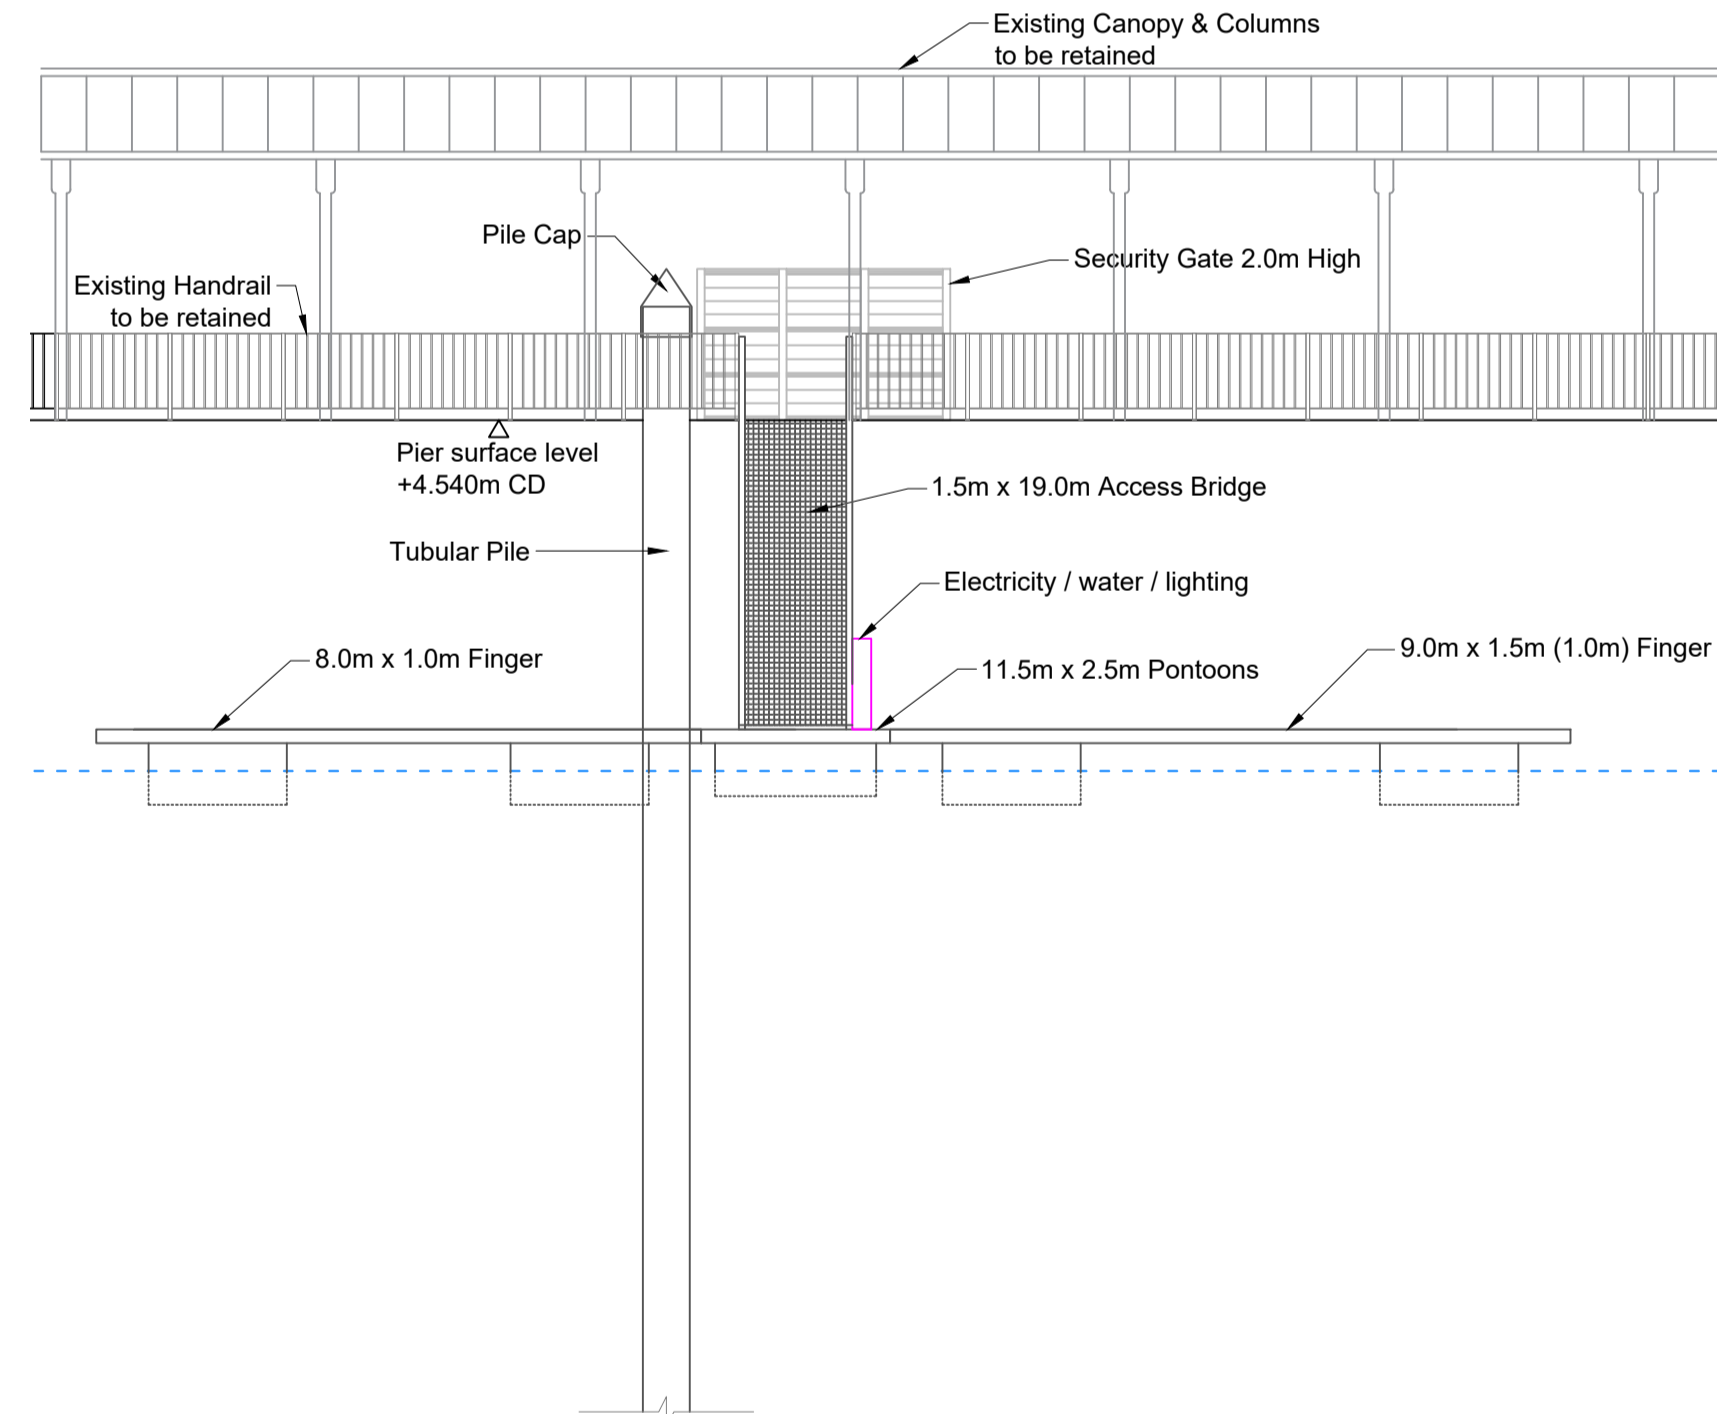 Existing Canopy & Columns
to be retained
Pile Cap
Security Gate 2.0m High
Existing Handrail
to be retained
Pier surface level
+4.540m CD
1.5m x 19.0m Access Bridge
Tubular Pile
Electricity / water / lighting
8.0m x 1.0m Finger
11.5m x 2.5m Pontoons
9.0m x 1.5m (1.0m) Finger